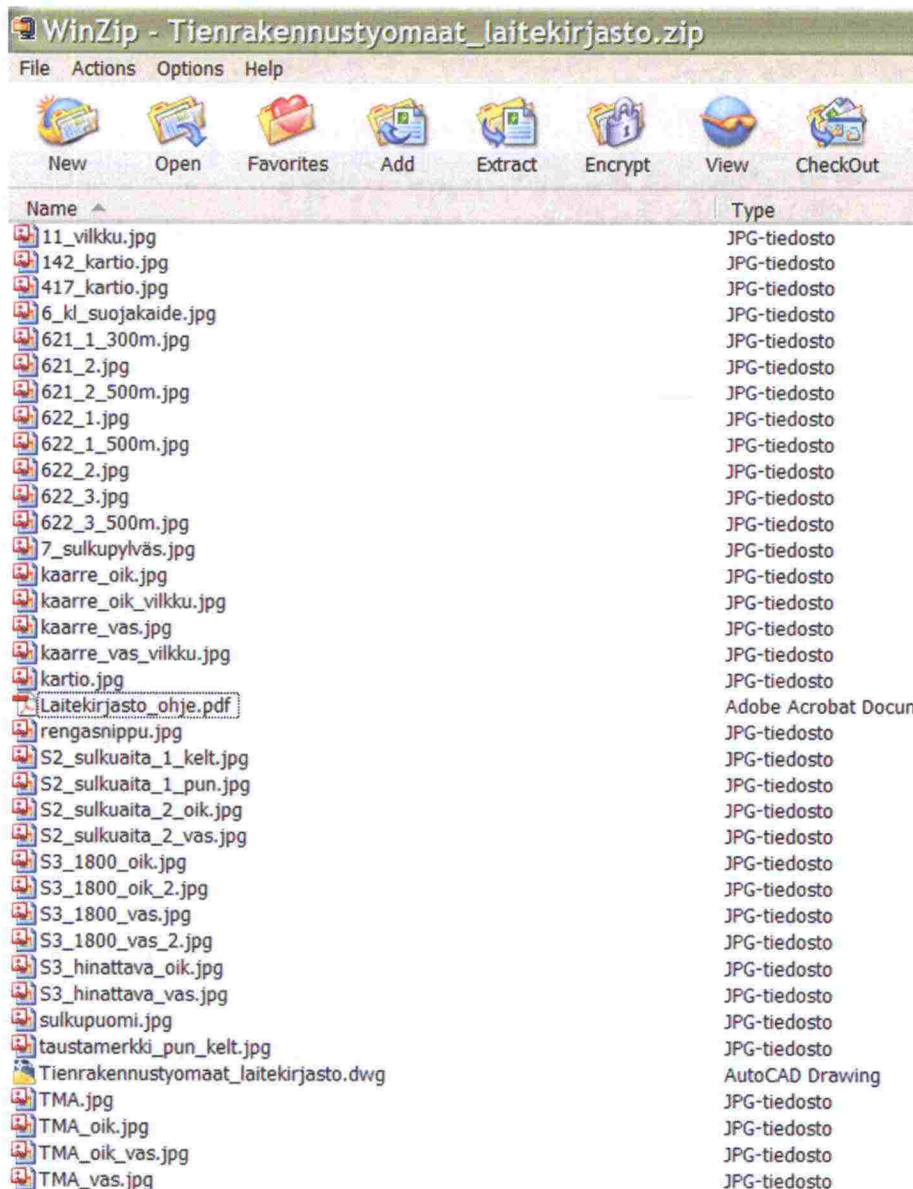 WinZip - Tienrakennustyomaat_laitekirjasto.zip
File Actions Options Help
New Open Favorites Add Extract Encrypt View CheckOut
Name Type
11_vilkku.jpg JPG-tiedosto
142_kartio.jpg JPG-tiedosto
417_kartio.jpg JPG-tiedosto
6_kl_suojakaide.jpg JPG-tiedosto
621_1_300m.jpg JPG-tiedosto
621_2.jpg JPG-tiedosto
621_2_500m.jpg JPG-tiedosto
622_1.jpg JPG-tiedosto
622_1_500m.jpg JPG-tiedosto
622_2.jpg JPG-tiedosto
622_3.jpg JPG-tiedosto
622_3_500m.jpg JPG-tiedosto
7_sulkupylväs.jpg JPG-tiedosto
kaarre_oik.jpg JPG-tiedosto
kaarre_oik_vilkku.jpg JPG-tiedosto
kaarre_vas.jpg JPG-tiedosto
kaarre_vas_vilkku.jpg JPG-tiedosto
kartio.jpg JPG-tiedosto
Laitekirjasto_ohje.pdf Adobe Acrobat Docum
rengasnippu.jpg JPG-tiedosto
S2_sulkuaita_1_kelt.jpg JPG-tiedosto
S2_sulkuaita_1_pun.jpg JPG-tiedosto
S2_sulkuaita_2_oik.jpg JPG-tiedosto
S2_sulkuaita_2_vas.jpg JPG-tiedosto
S3_1800_oik.jpg JPG-tiedosto
S3_1800_oik_2.jpg JPG-tiedosto
S3_1800_vas.jpg JPG-tiedosto
S3_1800_vas_2.jpg JPG-tiedosto
S3_hinattava_oik.jpg JPG-tiedosto
S3_hinattava_vas.jpg JPG-tiedosto
sulkupuomi.jpg JPG-tiedosto
taustamerkki_pun_kelt.jpg JPG-tiedosto
Tienrakennustyomaat_laitekirjasto.dwg AutoCAD Drawing
TMA.jpg JPG-tiedosto
TMA_oik.jpg JPG-tiedosto
TMA_oik_vas.jpg JPG-tiedosto
TMA_vas.jpg JPG-tiedosto